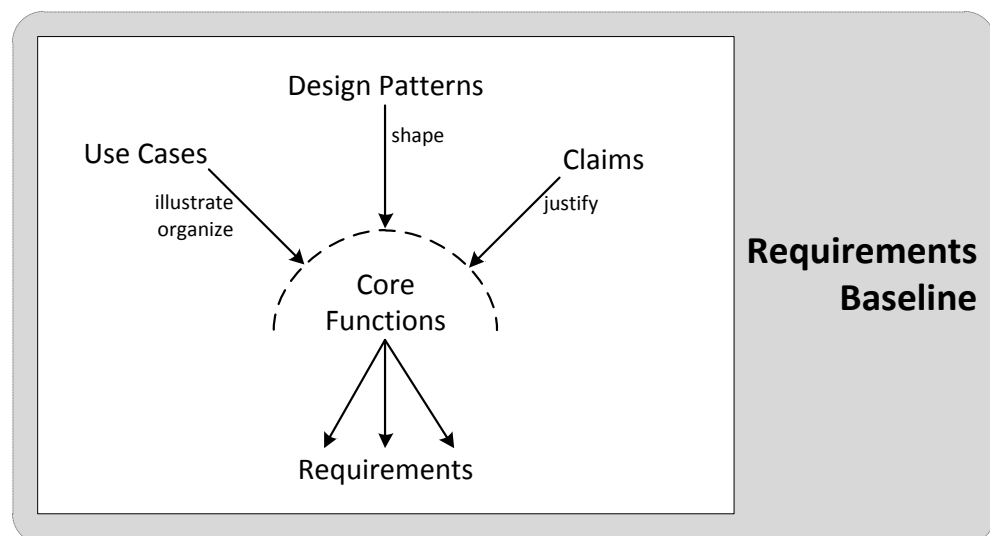 Design Patterns
shape
Use Cases
Claims
illustrate
organize
justify
Core
Functions
Requirements
Requirements
Baseline